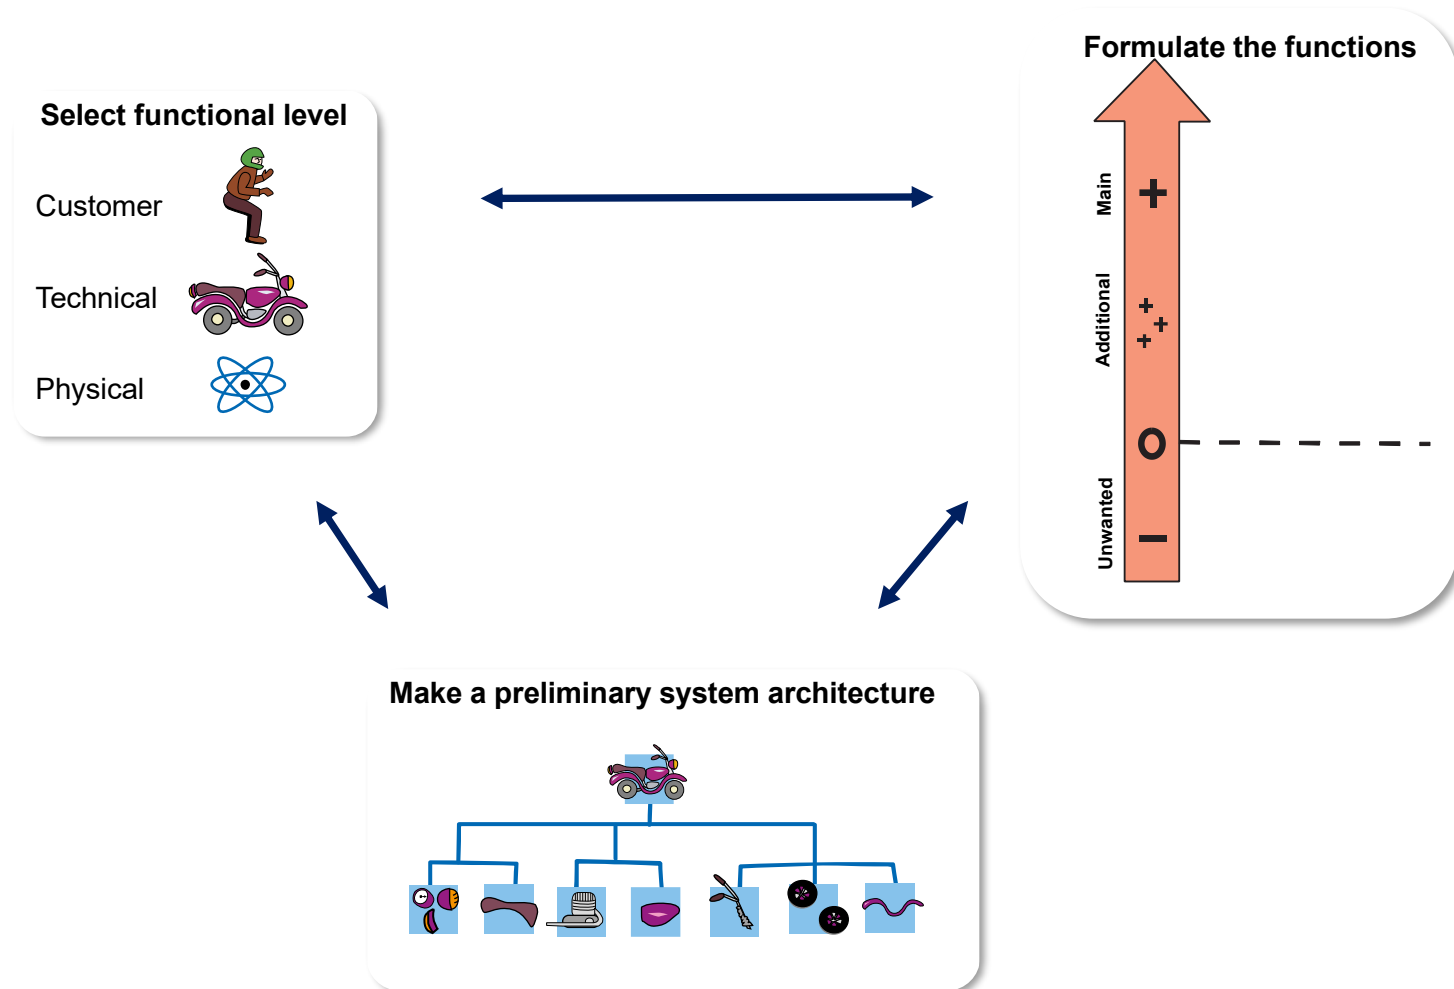 Select functional level
Customer
Technical
Physical
Formulate the functions
Main
Additional
Unwanted
Make a preliminary system architecture